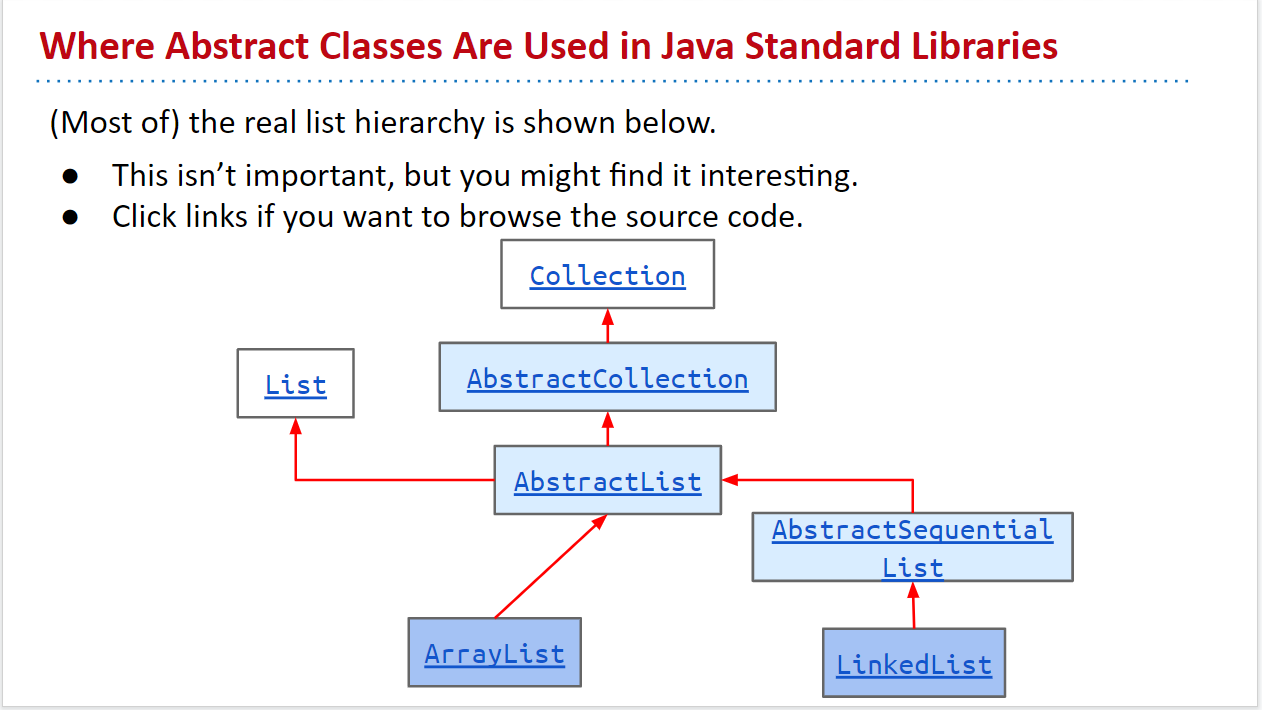 Where Abstract Classes Are Used in Java Standard Libraries
(Most of) the real list hierarchy is shown below.
● This isn’t important, but you might find it interesting.
● Click links if you want to browse the source code.
Collection
List
AbstractCollection
AbstractList
AbstractSequential
List
ArrayList
LinkedList